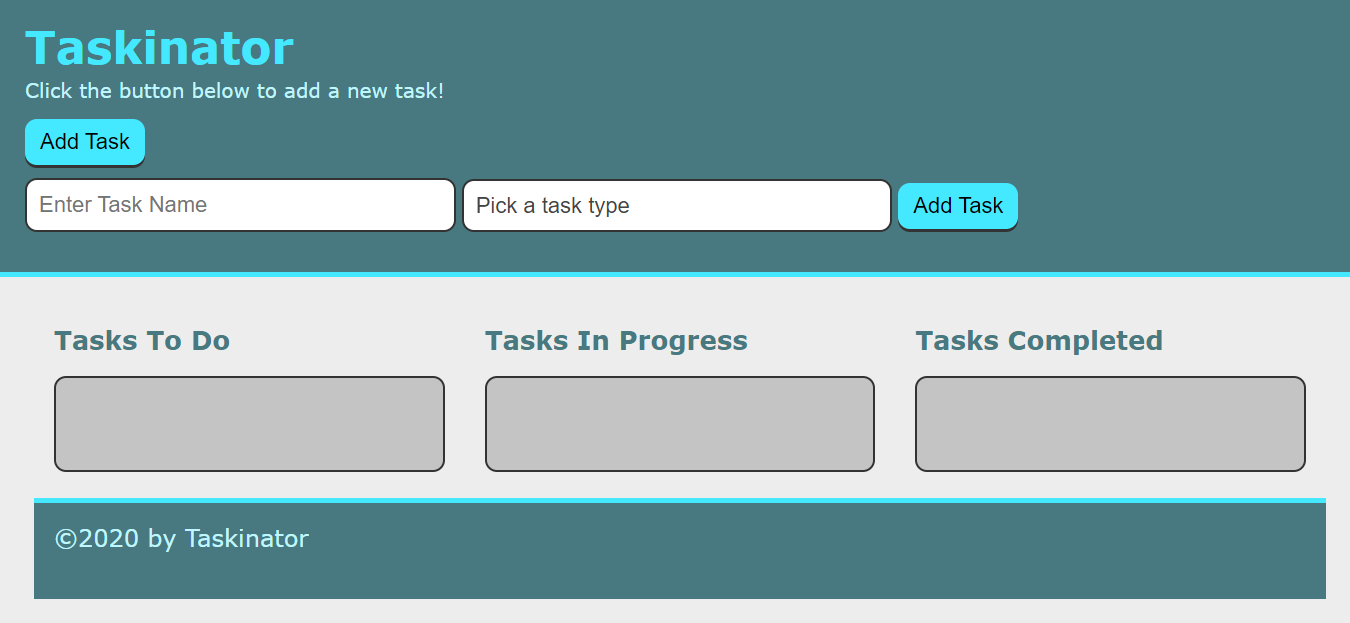 Taskinator
Click the button below to add a new task!
Add Task
Enter Task Name
Pick a task type
Add Task
Tasks To Do
Tasks In Progress
Tasks Completed
©2020 by Taskinator